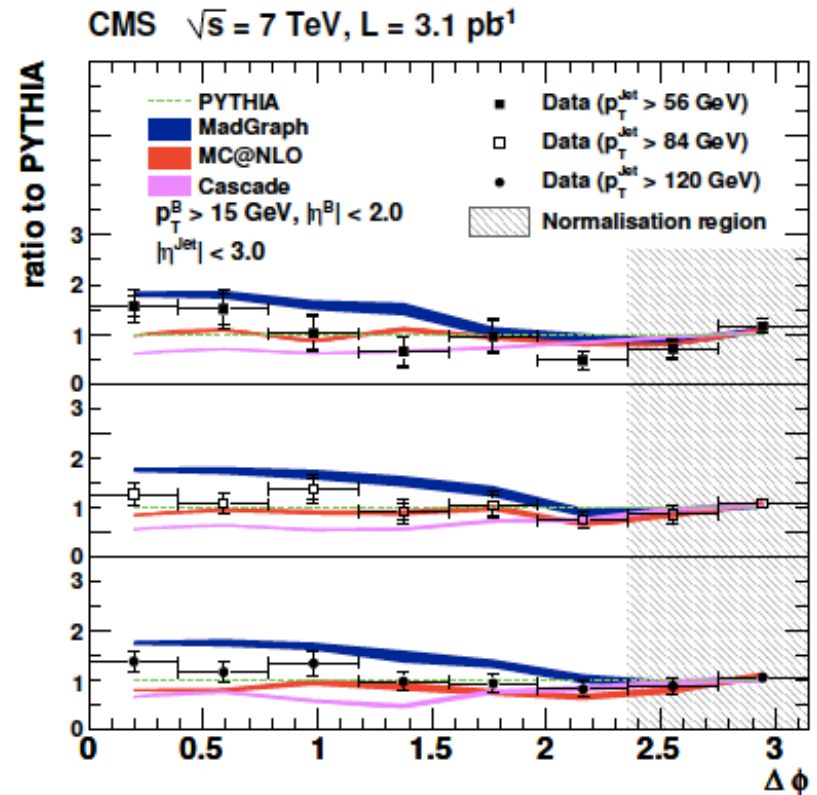 CMS √s = 7 TeV, L = 3.1 pb⁻¹
ratio to PYTHIA
PYTHIA
MadGraph
MC@NLO
Cascade
p_T^B > 15 GeV, |η^B| < 2.0
|η^Jet| < 3.0
Data (p_T^Jet > 56 GeV)
Data (p_T^Jet > 84 GeV)
Data (p_T^Jet > 120 GeV)
Normalisation region
3
2
1
0
3
2
1
0
3
2
1
0
0 0.5 1 1.5 2 2.5 3
Δ ϕ